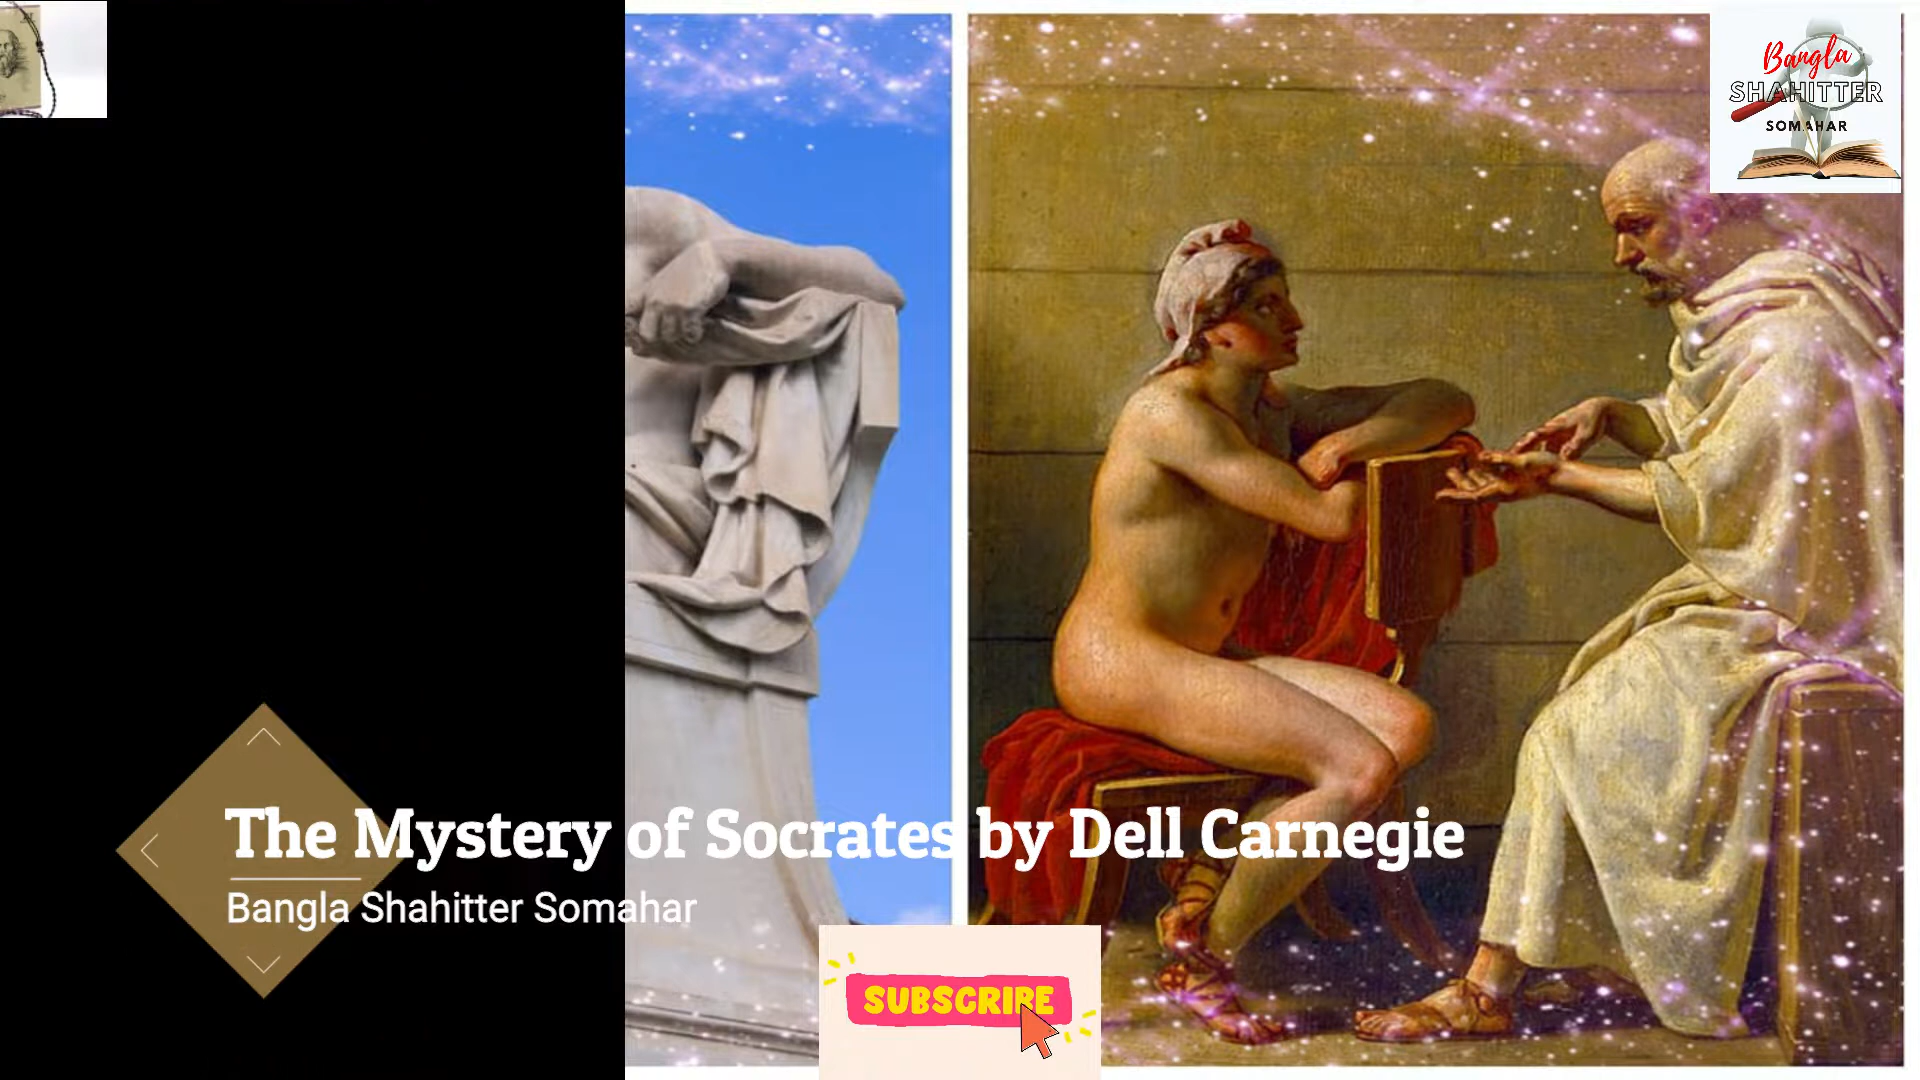 Bangla
SHAHITTER
SOMAHAR
The Mystery of Socrates by Dell Carnegie
Bangla Shahitter Somahar
SUBSCRIBE